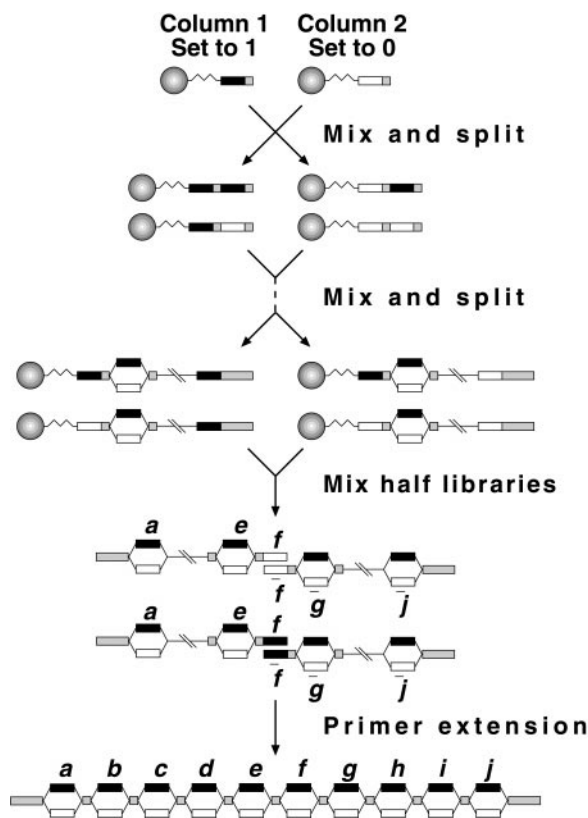 Column 1 Column 2
Set to 1 Set to 0
Mix and split
Mix and split
Mix half libraries
a e f
f g j
a e f
f g j
Primer extension
a b c d e f g h i j